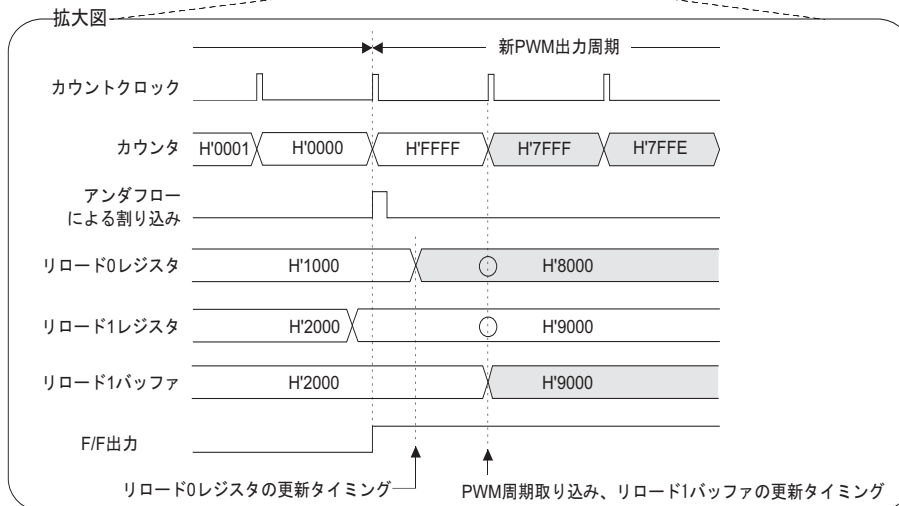 拡大図
新PWM出力周期
カウントクロック
カウンタ H'0001 H'0000 H'FFFF H'7FFF H'7FFE
アンダフロー
による割り込み
リロード0レジスタ H'1000 H'8000
リロード1レジスタ H'2000 H'9000
リロード1バッファ H'2000 H'9000
F/F出力
リロード0レジスタの更新タイミング PWM周期取り込み、リロード1バッファの更新タイミング